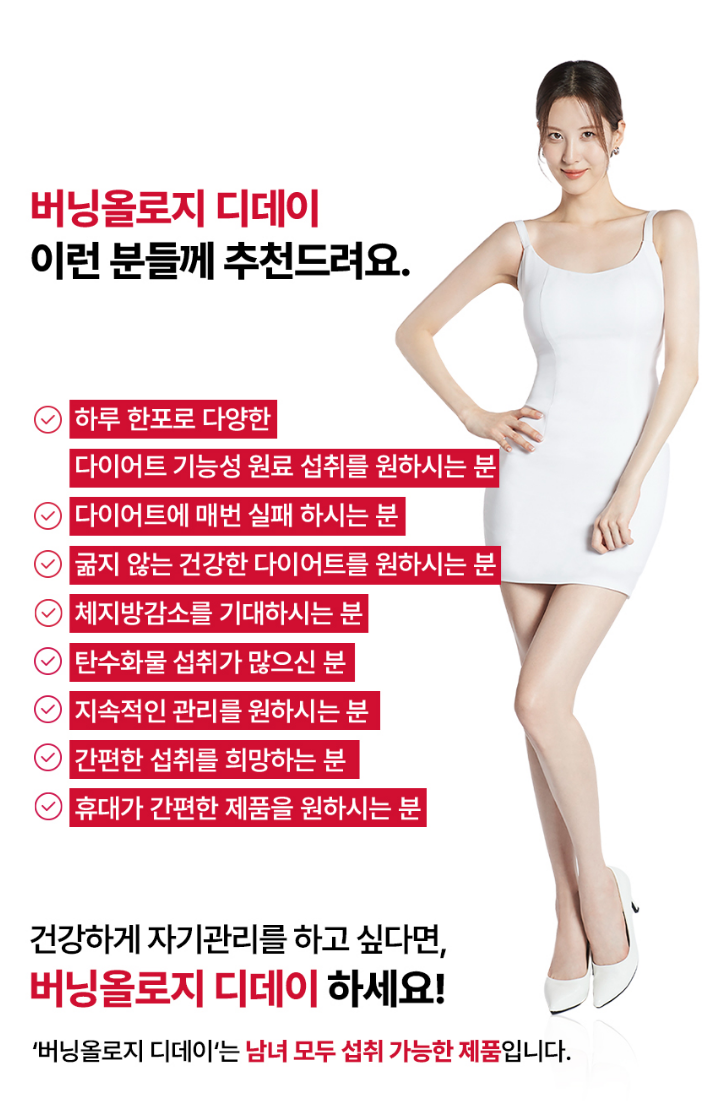 버닝올로지 디데이
이런 분들께 추천드려요.
하루 한포로 다양한
다이어트 기능성 원료 섭취를 원하시는 분
다이어트에 매번 실패 하시는 분
굶지 않는 건강한 다이어트를 원하시는 분
체지방감소를 기대하시는 분
탄수화물 섭취가 많으신 분
지속적인 관리를 원하시는 분
간편한 섭취를 희망하는 분
휴대가 간편한 제품을 원하시는 분
건강하게 자기관리를 하고 싶다면,
버닝올로지 디데이 하세요!
‘버닝올로지 디데이‘는 남녀 모두 섭취 가능한 제품입니다.